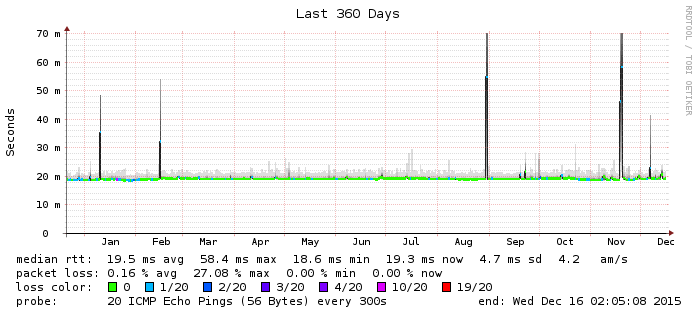 Last 360 Days
RRDTOOL / TOBI OETIKER
Seconds
70 m
60 m
50 m
40 m
30 m
20 m
10 m
0
Jan Feb Mar Apr May Jun Jul Aug Sep Oct Nov Dec
median rtt: 19.5 ms avg 58.4 ms max 18.6 ms min 19.3 ms now 4.7 ms sd 4.2 am/s
packet loss: 0.16 % avg 27.08 % max 0.00 % min 0.00 % now
loss color: 0 1/20 2/20 3/20 4/20 10/20 19/20
probe: 20 ICMP Echo Pings (56 Bytes) every 300s end: Wed Dec 16 02:05:08 2015